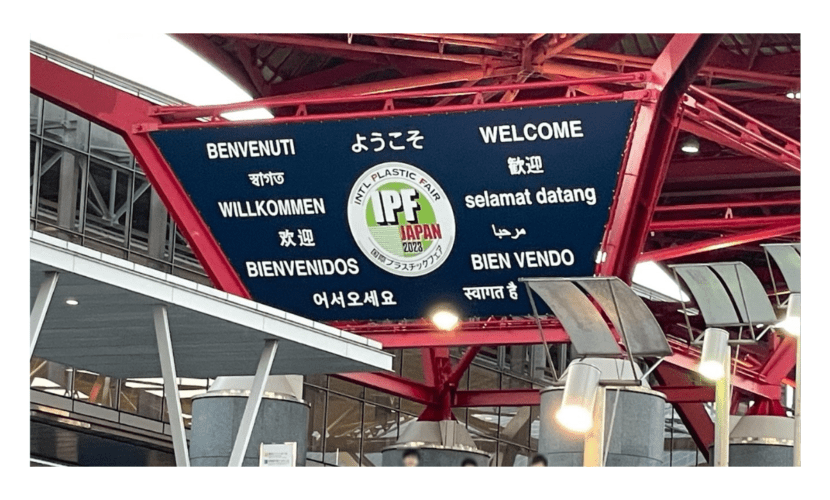 BENVENUTI
ようこそ
WELCOME
স্বাগত
歓迎
WILLKOMMEN
selamat datang
欢迎
مرحبا
BIENVENIDOS
BIEN VENDO
어서오세요
स्वागत है
INT'L PLASTIC FAIR
IPF
JAPAN
2023
国際プラスチックフェア